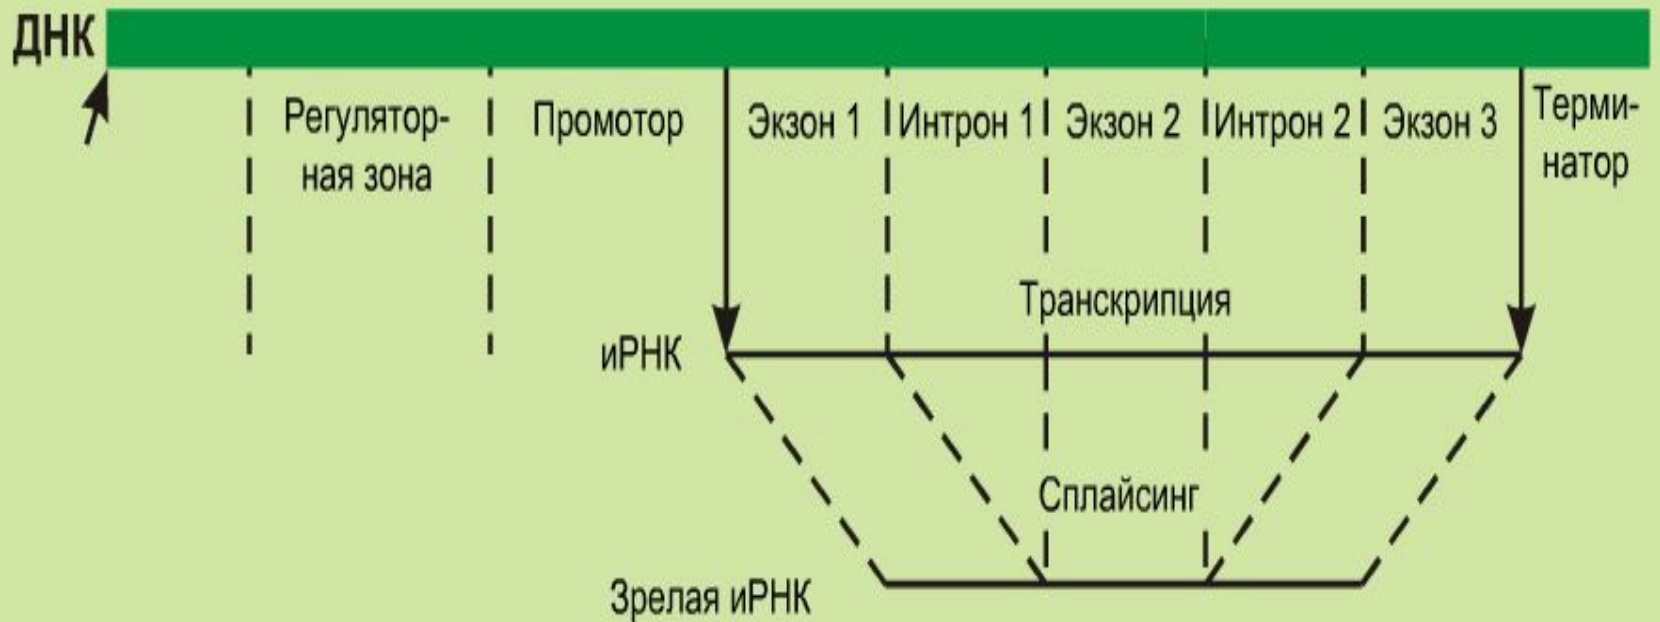 ДНК
Регулятор-
ная зона
Промотор
Экзон 1
Интрон 1
Экзон 2
Интрон 2
Экзон 3
Терми-
натор
Транскрипция
иРНК
Сплайсинг
Зрелая иРНК